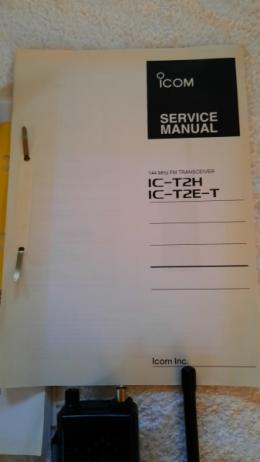 ICOM
SERVICE
MANUAL
144 MHz FM TRANSCEIVER
IC-T2H
IC-T2E-T
Icom Inc.